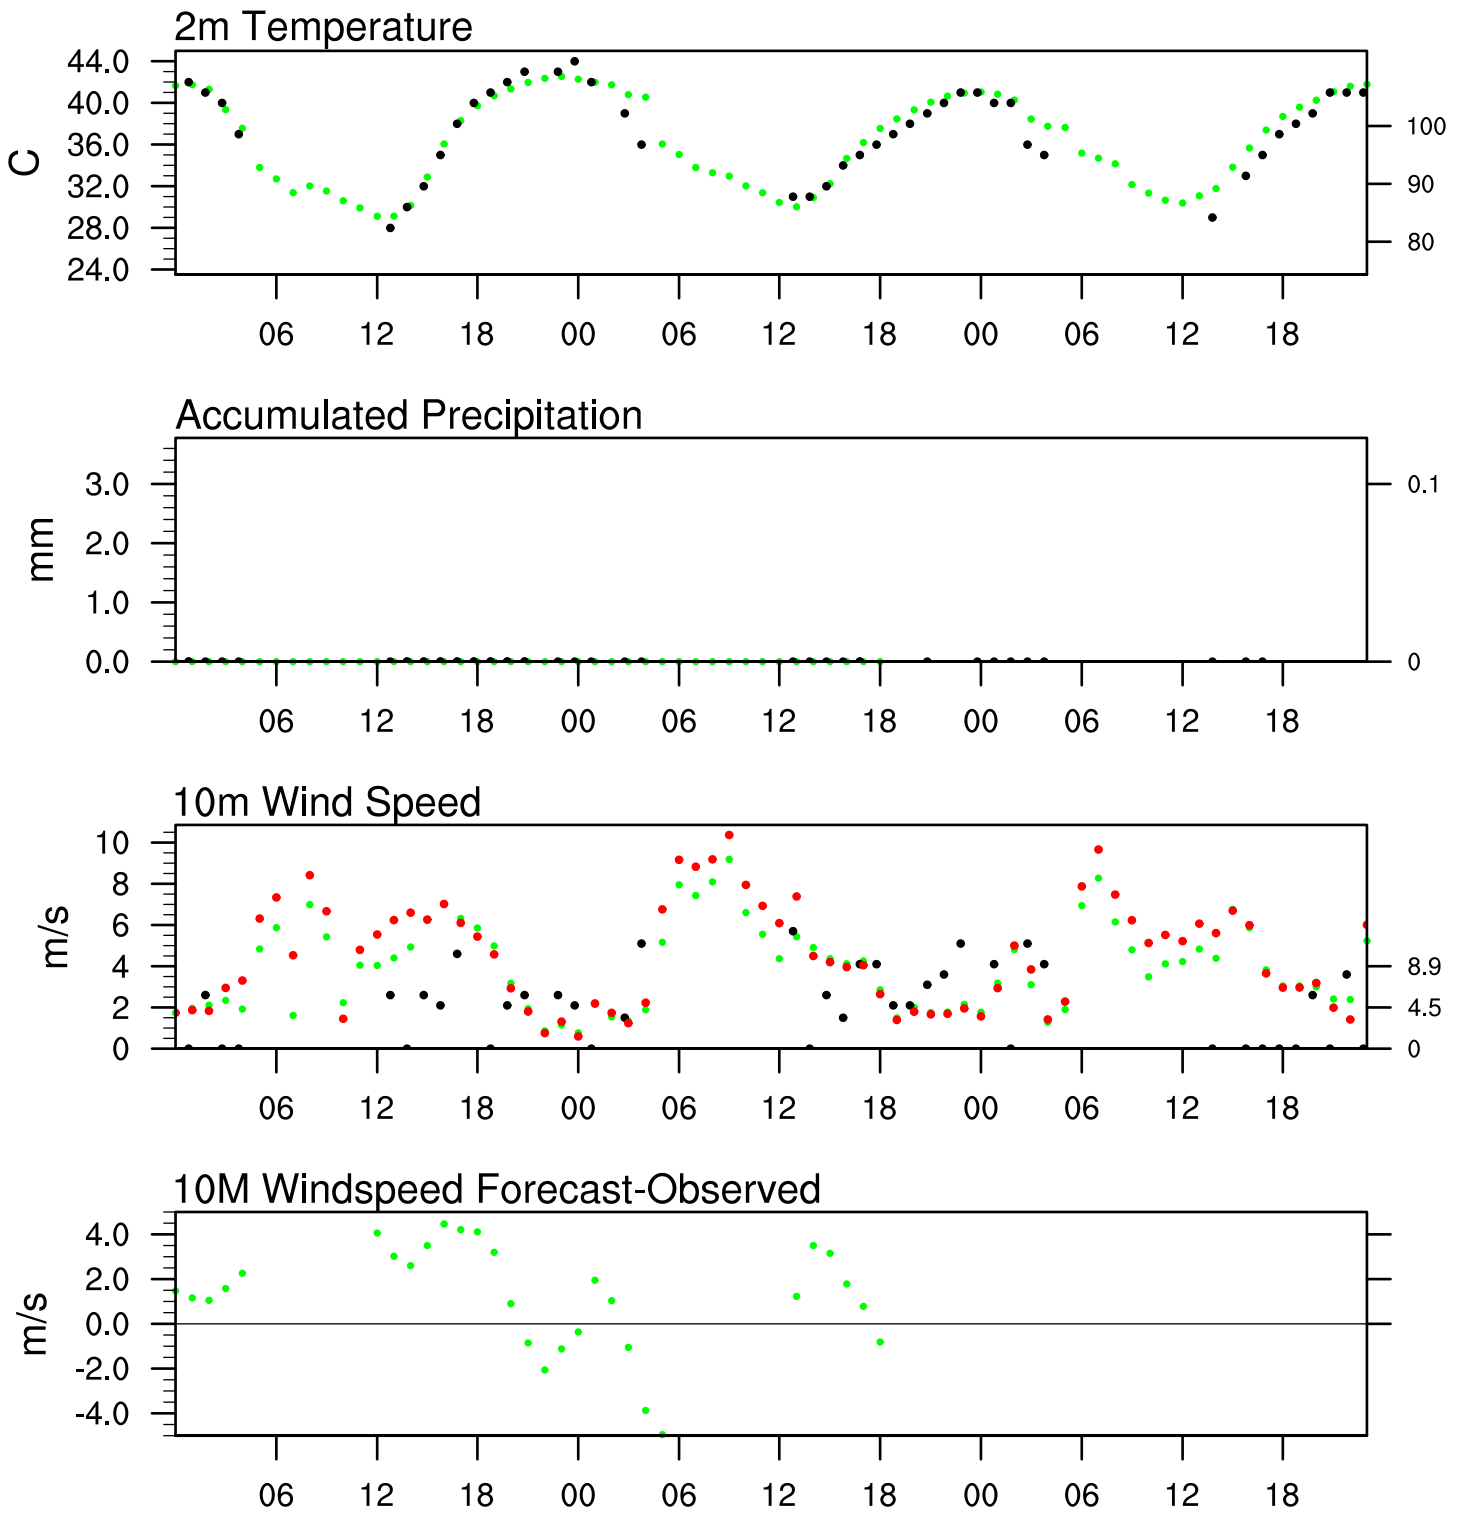 2m Temperature
44.0
40.0
36.0
32.0
28.0
24.0
C
100
90
80
06 12 18 00 06 12 18 00 06 12 18
Accumulated Precipitation
3.0
2.0
1.0
0.0
mm
0.1
0
06 12 18 00 06 12 18 00 06 12 18
10m Wind Speed
10
8
6
4
2
0
m/s
8.9
4.5
0
06 12 18 00 06 12 18 00 06 12 18
10M Windspeed Forecast-Observed
4.0
2.0
0.0
-2.0
-4.0
m/s
06 12 18 00 06 12 18 00 06 12 18